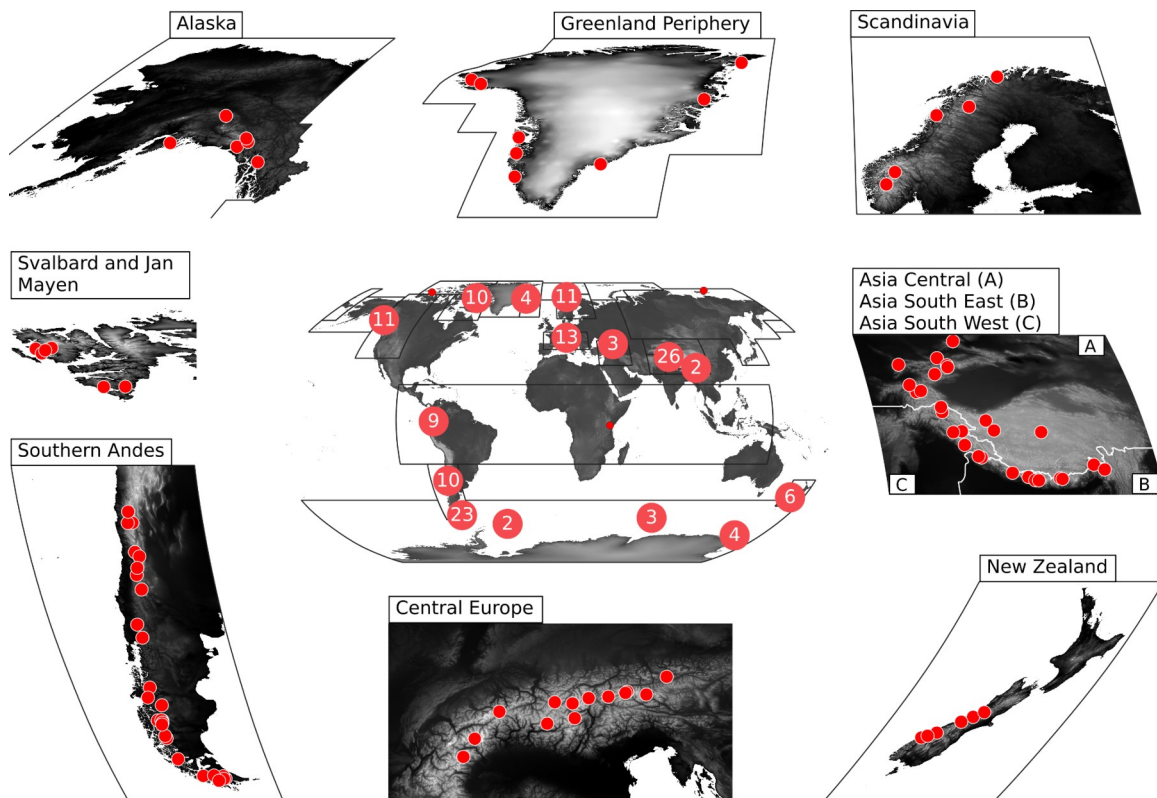 Alaska
Greenland Periphery
Scandinavia
Svalbard and Jan
Mayen
10
4
11
11
13
3
26
2
9
10
23
2
3
4
6
Asia Central (A)
Asia South East (B)
Asia South West (C)
A
C
B
Southern Andes
Central Europe
New Zealand